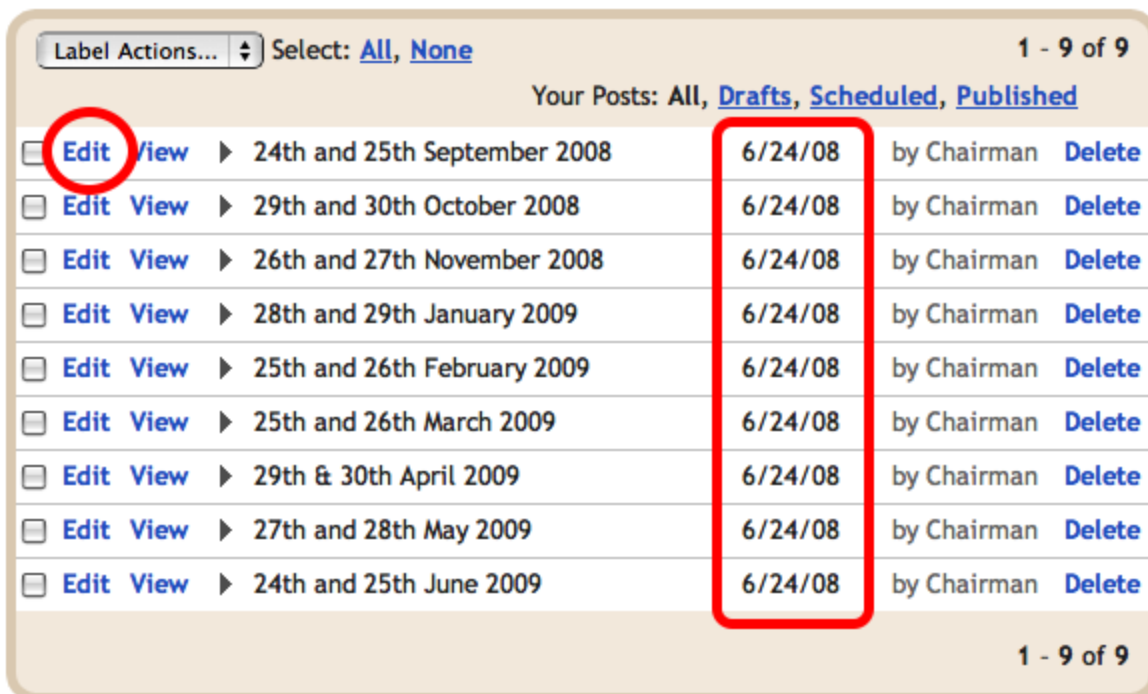 Label Actions... Select: All, None 1 - 9 of 9
Your Posts: All, Drafts, Scheduled, Published
Edit View 24th and 25th September 2008 6/24/08 by Chairman Delete
Edit View 29th and 30th October 2008 6/24/08 by Chairman Delete
Edit View 26th and 27th November 2008 6/24/08 by Chairman Delete
Edit View 28th and 29th January 2009 6/24/08 by Chairman Delete
Edit View 25th and 26th February 2009 6/24/08 by Chairman Delete
Edit View 25th and 26th March 2009 6/24/08 by Chairman Delete
Edit View 29th & 30th April 2009 6/24/08 by Chairman Delete
Edit View 27th and 28th May 2009 6/24/08 by Chairman Delete
Edit View 24th and 25th June 2009 6/24/08 by Chairman Delete
1 - 9 of 9